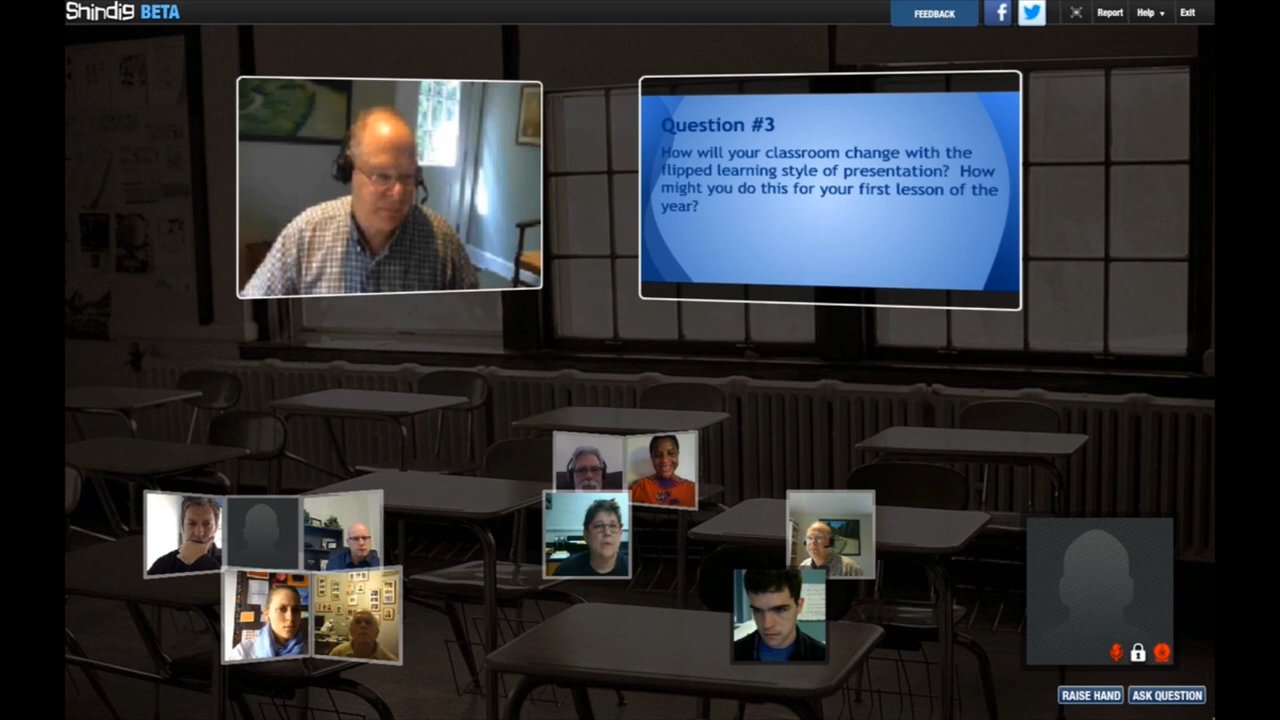 Shindig BETA
FEEDBACK
Report
Help
Exit
Question #3
How will your classroom change with the
flipped learning style of presentation? How
might you do this for your first lesson of the
year?
RAISE HAND
ASK QUESTION